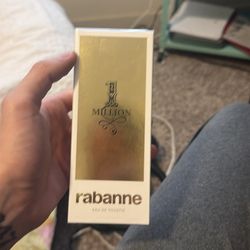 1
MILLION
rabanne
EAU DE TOILETTE